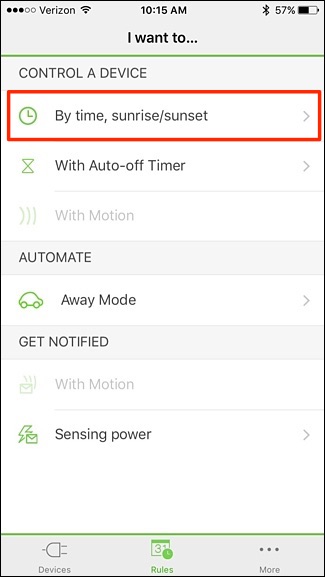 Verizon 10:15 AM 57%
I want to...
CONTROL A DEVICE
By time, sunrise/sunset
With Auto-off Timer
With Motion
AUTOMATE
Away Mode
GET NOTIFIED
With Motion
Sensing power
31
Devices Rules More